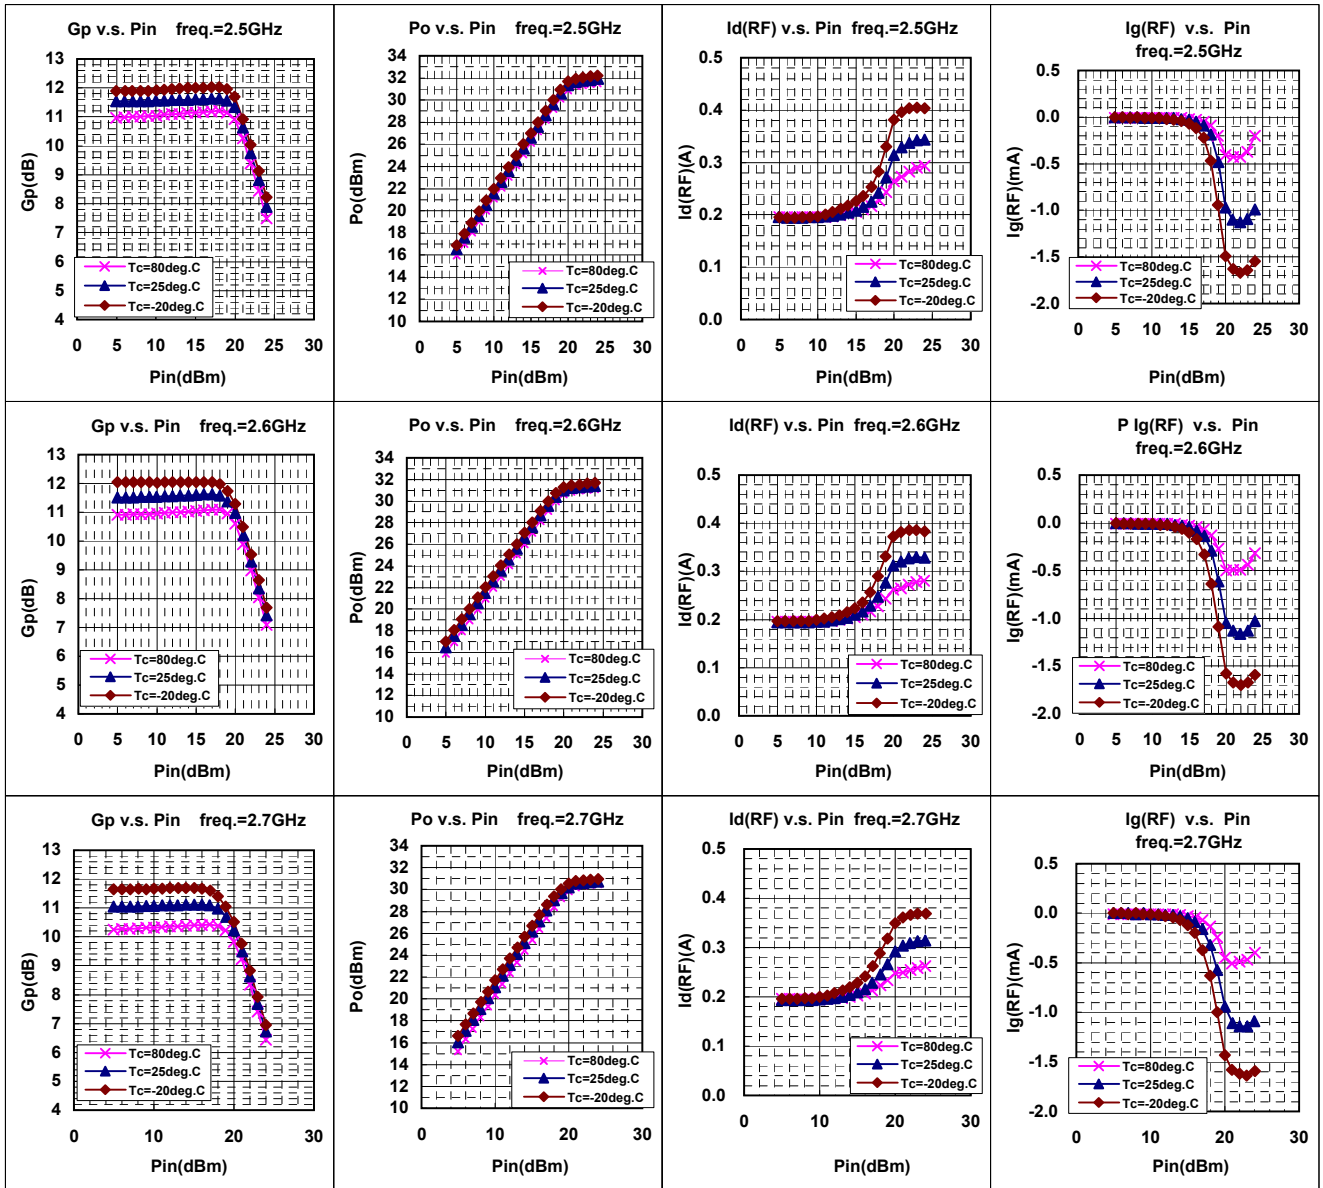 Gp v.s. Pin freq.=2.5GHz
Gp(dB)
13
12
11
10
9
8
7
6
5
4
Tc=80deg.C
Tc=25deg.C
Tc=-20deg.C
0 5 10 15 20 25 30
Pin(dBm)
Po v.s. Pin freq.=2.5GHz
Po(dBm)
34
32
30
28
26
24
22
20
18
16
14
12
10
Tc=80deg.C
Tc=25deg.C
Tc=-20deg.C
0 5 10 15 20 25 30
Pin(dBm)
Id(RF) v.s. Pin freq.=2.5GHz
Id(RF)(A)
0.5
0.4
0.3
0.2
0.1
0.0
Tc=80deg.C
Tc=25deg.C
Tc=-20deg.C
0 5 10 15 20 25 30
Pin(dBm)
Ig(RF) v.s. Pin
freq.=2.5GHz
Ig(RF)(mA)
0.5
0.0
-0.5
-1.0
-1.5
-2.0
Tc=80deg.C
Tc=25deg.C
Tc=-20deg.C
0 5 10 15 20 25 30
Pin(dBm)
Gp v.s. Pin freq.=2.6GHz
Gp(dB)
13
12
11
10
9
8
7
6
5
4
Tc=80deg.C
Tc=25deg.C
Tc=-20deg.C
0 5 10 15 20 25 30
Pin(dBm)
Po v.s. Pin freq.=2.6GHz
Po(dBm)
34
32
30
28
26
24
22
20
18
16
14
12
10
Tc=80deg.C
Tc=25deg.C
Tc=-20deg.C
0 5 10 15 20 25 30
Pin(dBm)
Id(RF) v.s. Pin freq.=2.6GHz
Id(RF)(A)
0.5
0.4
0.3
0.2
0.1
0.0
Tc=80deg.C
Tc=25deg.C
Tc=-20deg.C
0 5 10 15 20 25 30
Pin(dBm)
P Ig(RF) v.s. Pin
freq.=2.6GHz
Ig(RF)(mA)
0.5
0.0
-0.5
-1.0
-1.5
-2.0
Tc=80deg.C
Tc=25deg.C
Tc=-20deg.C
0 5 10 15 20 25 30
Pin(dBm)
Gp v.s. Pin freq.=2.7GHz
Gp(dB)
13
12
11
10
9
8
7
6
5
4
Tc=80deg.C
Tc=25deg.C
Tc=-20deg.C
0 10 20 30
Pin(dBm)
Po v.s. Pin freq.=2.7GHz
Po(dBm)
34
32
30
28
26
24
22
20
18
16
14
12
10
Tc=80deg.C
Tc=25deg.C
Tc=-20deg.C
0 10 20 30
Pin(dBm)
Id(RF) v.s. Pin freq.=2.7GHz
Id(RF)(A)
0.5
0.4
0.3
0.2
0.1
0.0
Tc=80deg.C
Tc=25deg.C
Tc=-20deg.C
0 10 20 30
Pin(dBm)
Ig(RF) v.s. Pin
freq.=2.7GHz
Ig(RF)(mA)
0.5
0.0
-0.5
-1.0
-1.5
-2.0
Tc=80deg.C
Tc=25deg.C
Tc=-20deg.C
0 10 20 30
Pin(dBm)